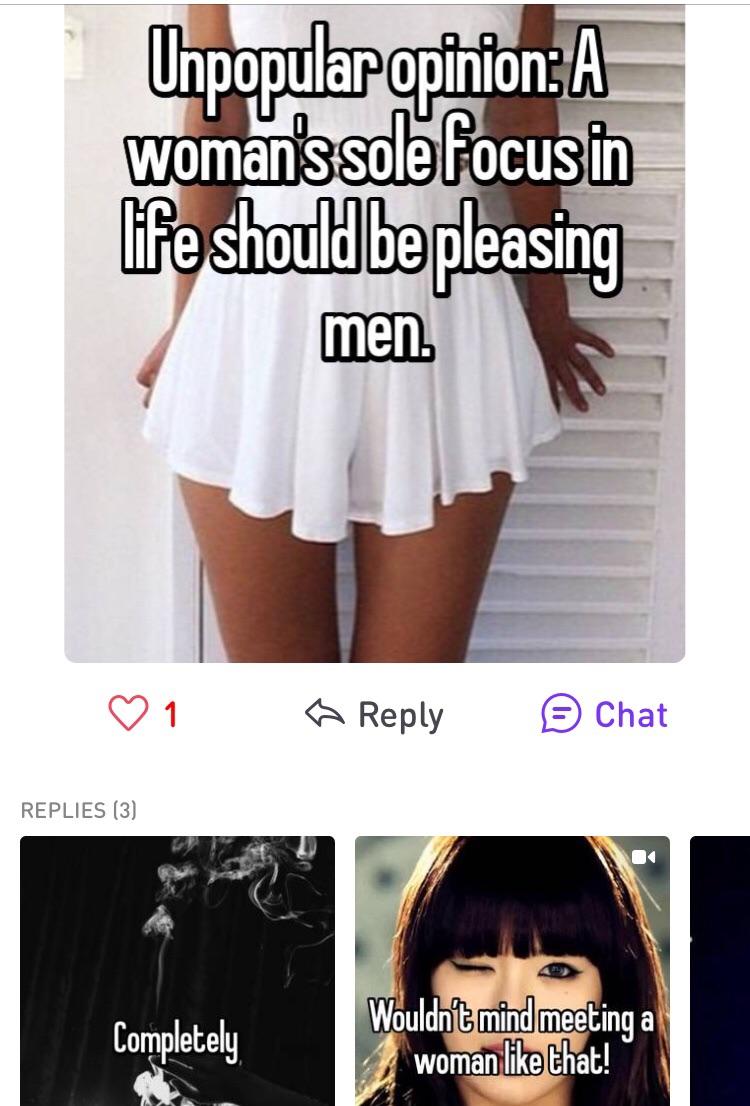 Unpopular opinion: A
woman's sole focus in
life should be pleasing
men.
1
Reply
Chat
REPLIES (3)
Completely
Wouldn't mind meeting a
woman like that!